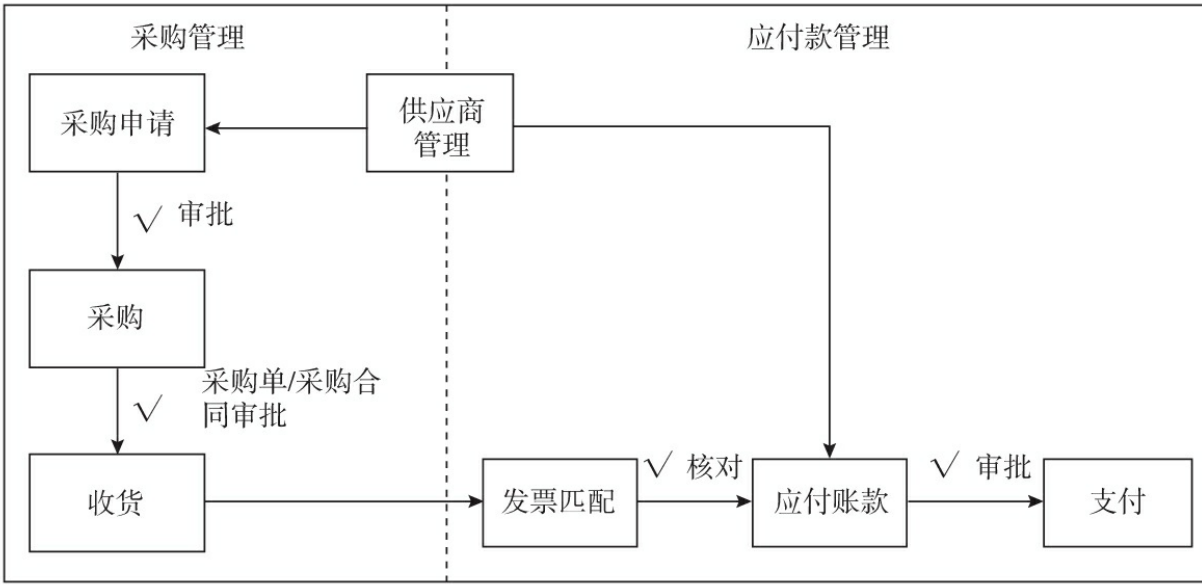 采购管理
应付款管理
采购申请
供应商
管理
√ 审批
采购
√ 采购单/采购合
同审批
收货
发票匹配
√ 核对
应付账款
√ 审批
支付